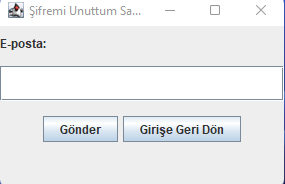 Şifremi Unuttum Sa...
E-posta:
Gönder Girişe Geri Dön